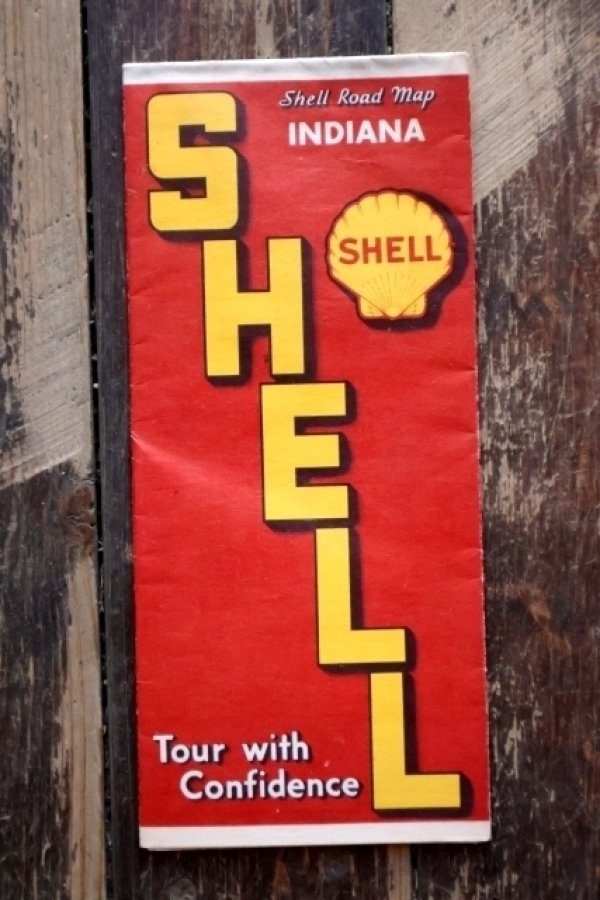 Shell Road Map
INDIANA
SHELL
SHELL
Tour with
Confidence